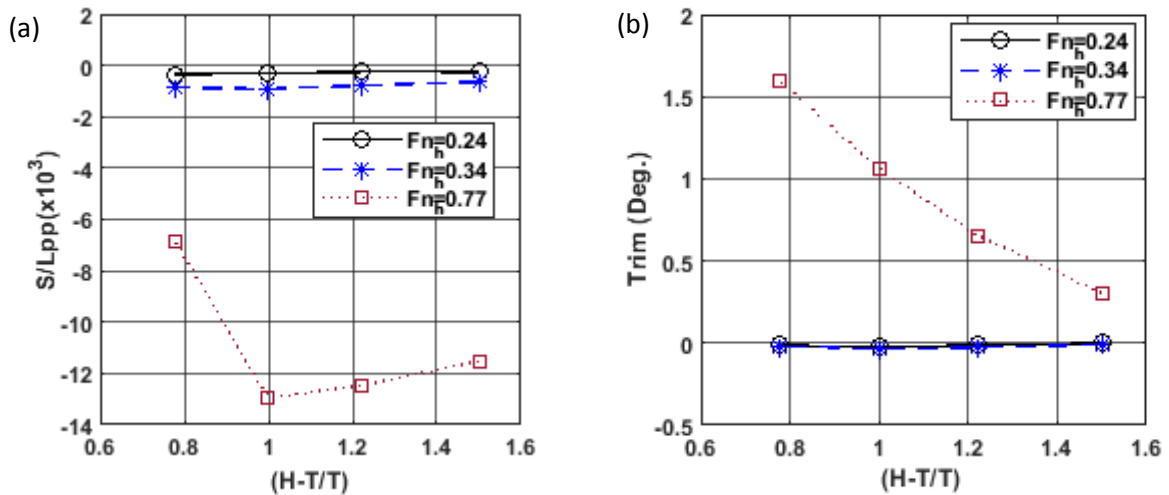 (a)
2
0
-2
-4
-6
-8
-10
-12
-14
0.6
0.8
1
1.2
1.4
1.6
S/Lpp(x10³)
(H-T/T)
Fn_h=0.24
Fn_h=0.34
Fn_h=0.77
(b)
2
1.5
1
0.5
0
-0.5
0.6
0.8
1
1.2
1.4
1.6
Trim (Deg.)
(H-T/T)
Fn_h=0.24
Fn_h=0.34
Fn_h=0.77